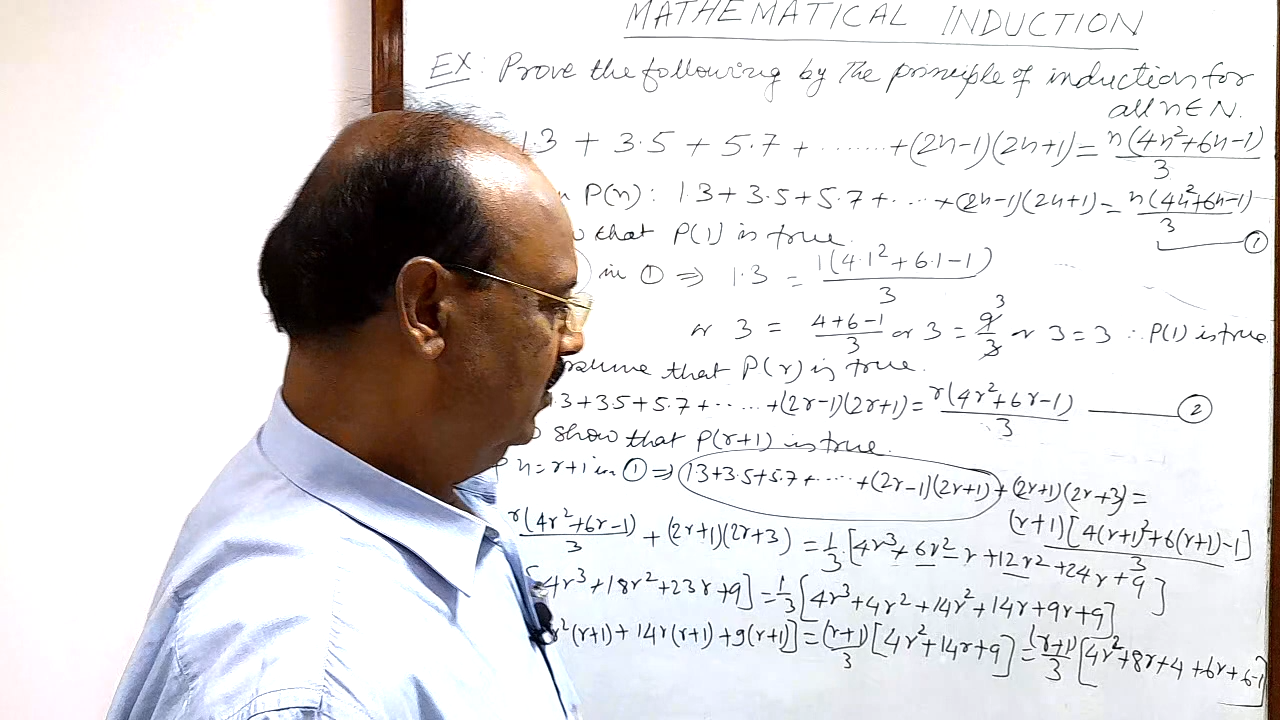 MATHEMATICAL INDUCTION
EX: Prove the following by the principle of induction for
all n ∈ N.
1.3 + 3.5 + 5.7 + ...... + (2n-1)(2n+1) = n(4n²+6n-1)/3
P(n): 1.3 + 3.5 + 5.7 + .... + (2n-1)(2n+1) = n(4n²+6n-1)/3 ①
that P(1) is true.
in ① ⇒ 1.3 = 1(4.1²+6.1-1)/3
or 3 = (4+6-1)/3 or 3 = 9/3 3 or 3 = 3 ∴ P(1) is true.
that P(r) is true.
.3+3.5+5.7+......+(2r-1)(2r+1) = r(4r²+6r-1)/3 ②
show that P(r+1) is true.
n=r+1 in ① ⇒ 1.3+3.5+5.7+.....+(2r-1)(2r+1)+(2r+1)(2r+3) =
(r+1)[4(r+1)²+6(r+1)-1]/3
r(4r²+6r-1)/3 + (2r+1)(2r+3) = 1/3[4r³+6r²-r+12r²+24r+9]
4r³+18r²+23r+9] = 1/3[4r³+4r²+14r²+14r+9r+9]
r²(r+1)+14r(r+1)+9(r+1)] = (r+1)/3[4r²+14r+9] = (r+1)/3[4r²+8r+4+6r+6-1]